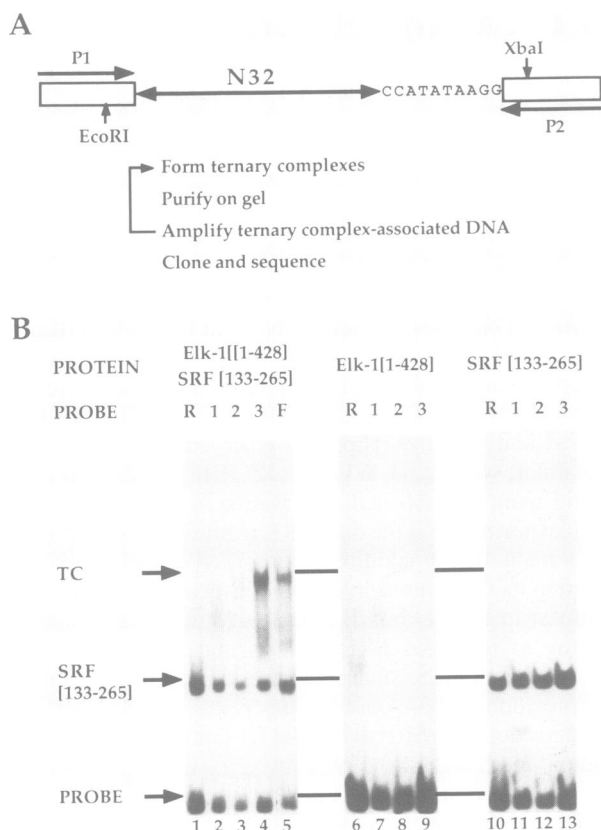 A
P1
N32
XbaI
CCATATAAGG
EcoRI
P2
Form ternary complexes
Purify on gel
Amplify ternary complex-associated DNA
Clone and sequence
B
PROTEIN
Elk-1[[1-428]
SRF [133-265]
Elk-1[1-428]
SRF [133-265]
PROBE
R 1 2 3 F
R 1 2 3
R 1 2 3
TC
SRF
[133-265]
PROBE
1 2 3 4 5
6 7 8 9
10 11 12 13